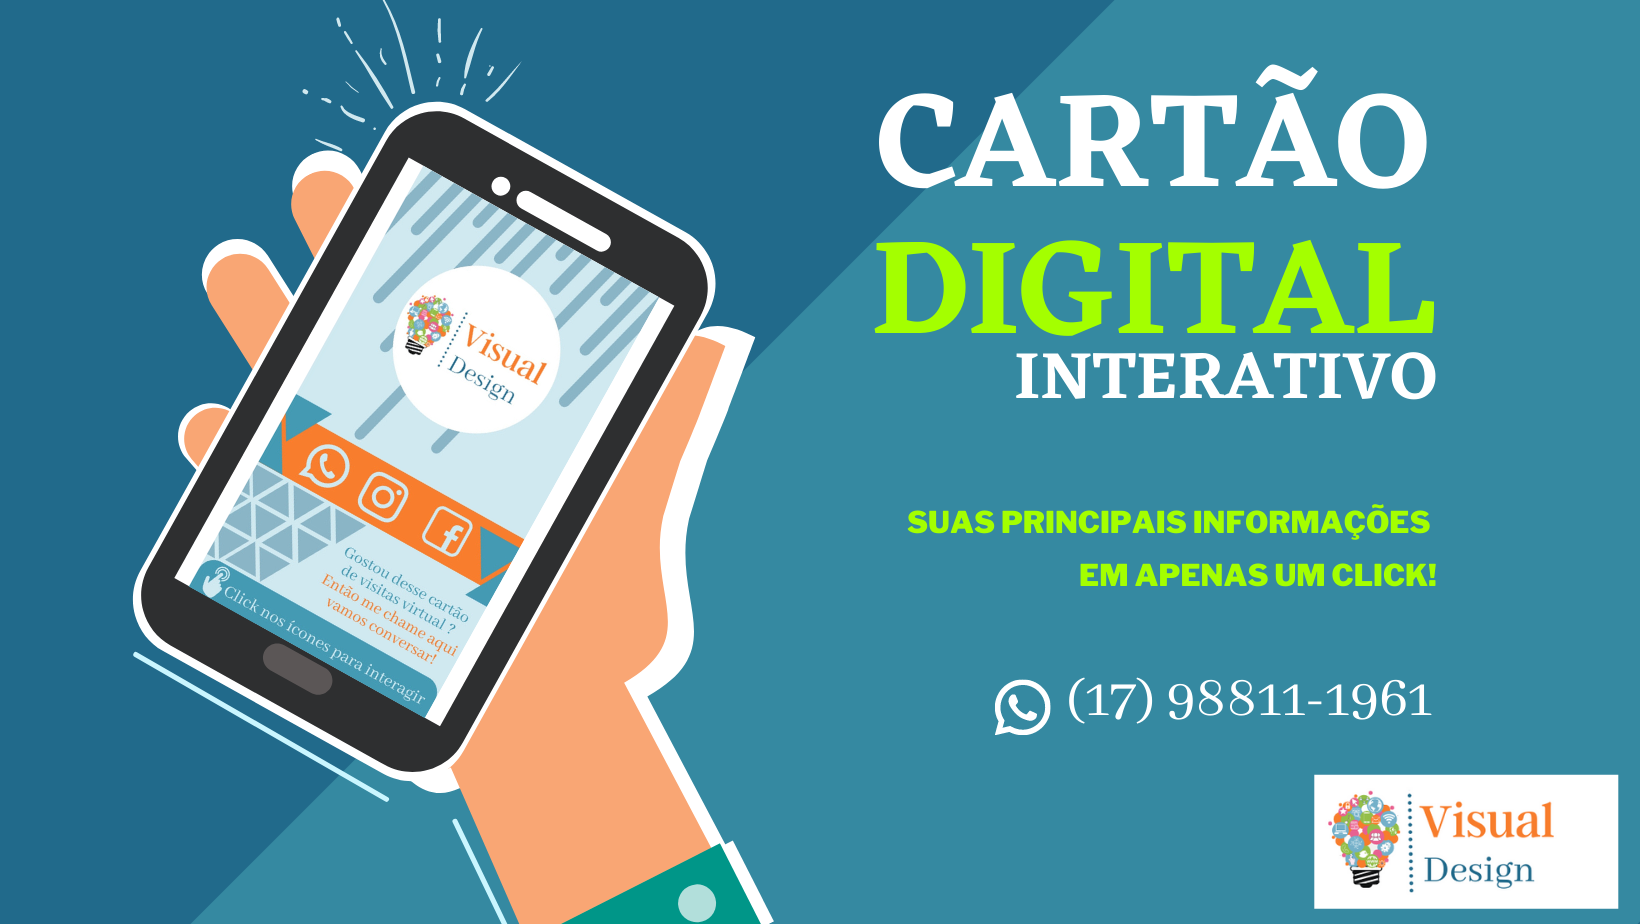 CARTÃO
DIGITAL
INTERATIVO
SUAS PRINCIPAIS INFORMAÇÕES
EM APENAS UM CLICK!
(17) 98811-1961
Visual
Design
Visual
Design
Gostou desse cartão
de visitas virtual ?
Então me chame aqui
vamos conversar!
Click nos ícones para interagir